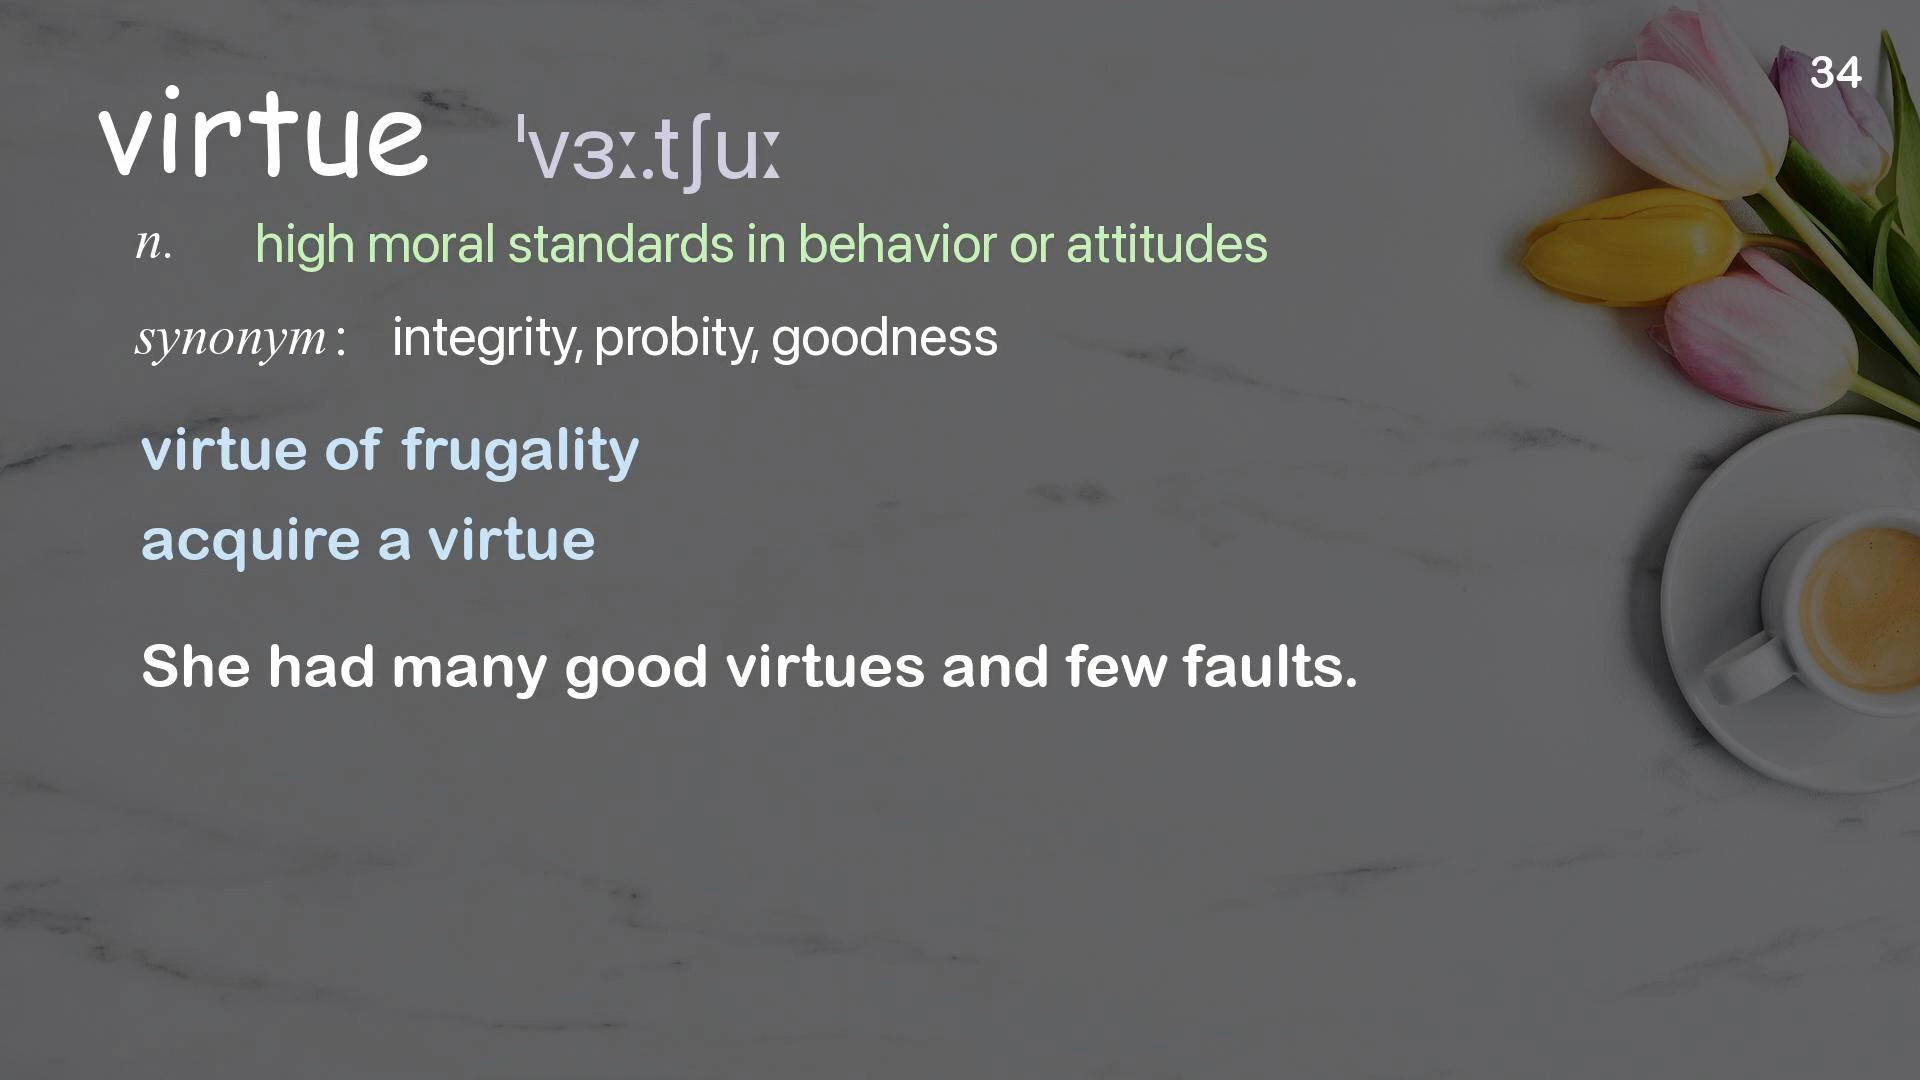 34
virtue ˈvɜː.tʃuː
n. high moral standards in behavior or attitudes
synonym: integrity, probity, goodness
virtue of frugality
acquire a virtue
She had many good virtues and few faults.